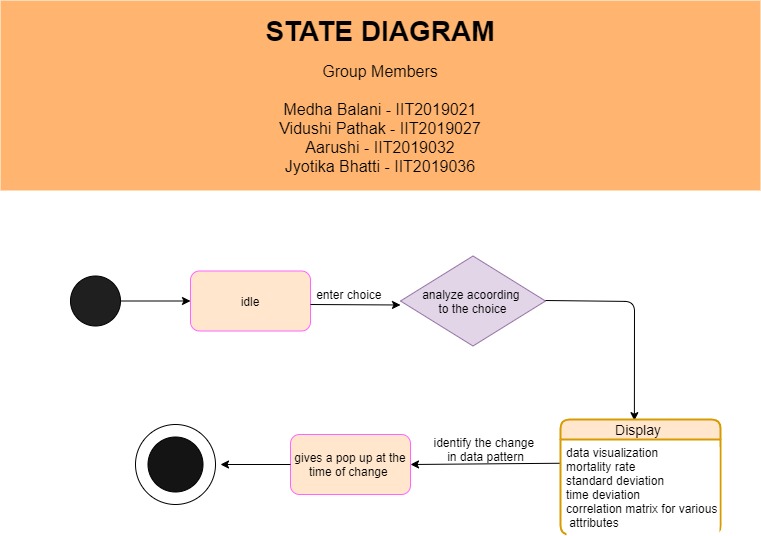 STATE DIAGRAM
Group Members
Medha Balani - IIT2019021
Vidushi Pathak - IIT2019027
Aarushi - IIT2019032
Jyotika Bhatti - IIT2019036
idle
enter choice
analyze acoording
to the choice
Display
data visualization
mortality rate
standard deviation
time deviation
correlation matrix for various
attributes
identify the change
in data pattern
gives a pop up at the
time of change